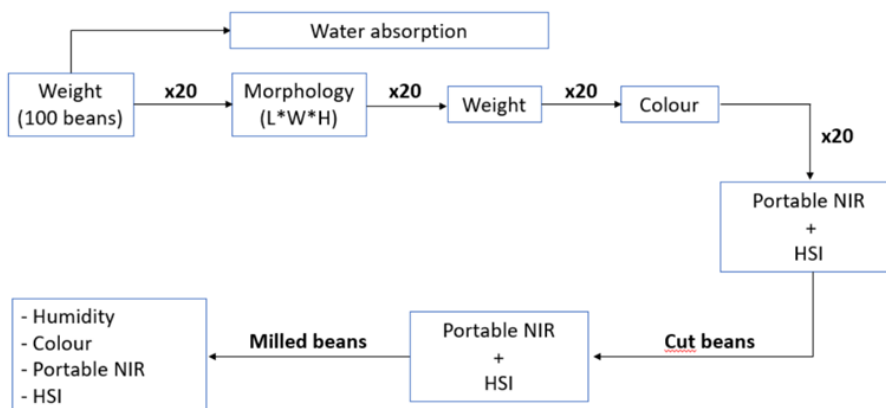 Water absorption
Weight
(100 beans)
x20
Morphology
(L*W*H)
x20
Weight
x20
Colour
x20
Portable NIR
+
HSI
Cut beans
Portable NIR
+
HSI
Milled beans
- Humidity
- Colour
- Portable NIR
- HSI